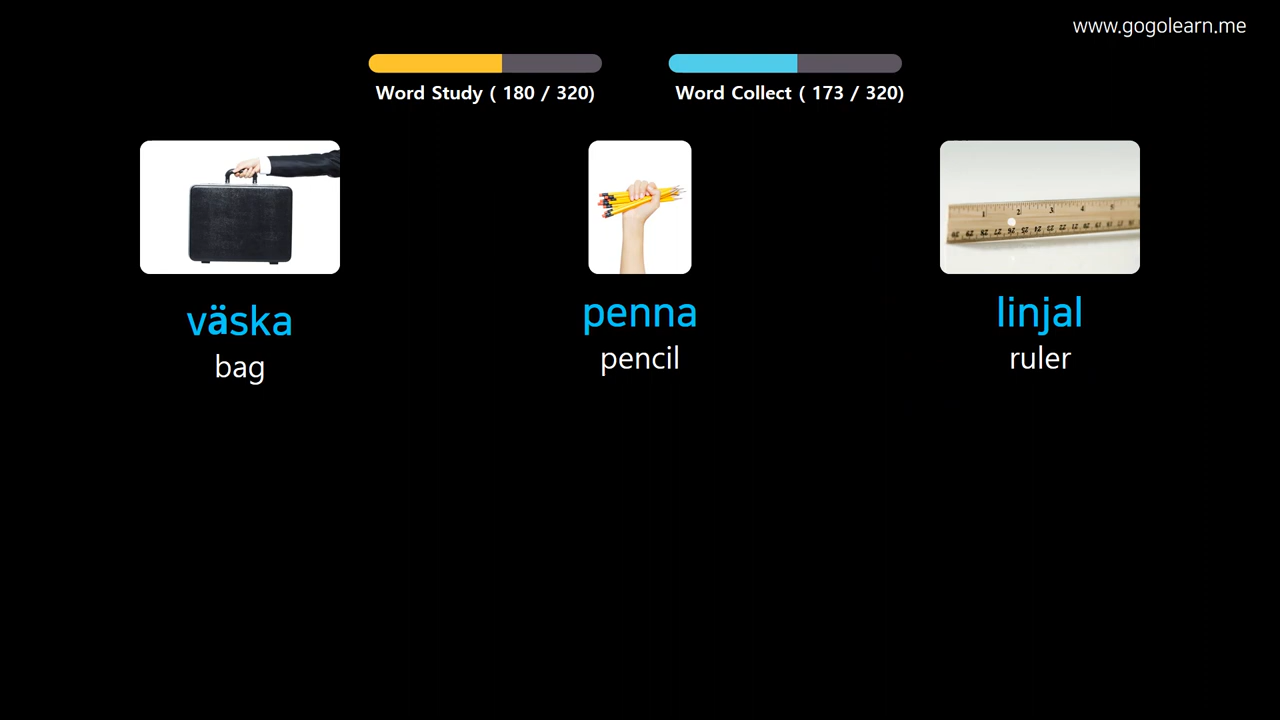 www.gogolearn.me
Word Study ( 180 / 320)
Word Collect ( 173 / 320)
väska
bag
penna
pencil
linjal
ruler